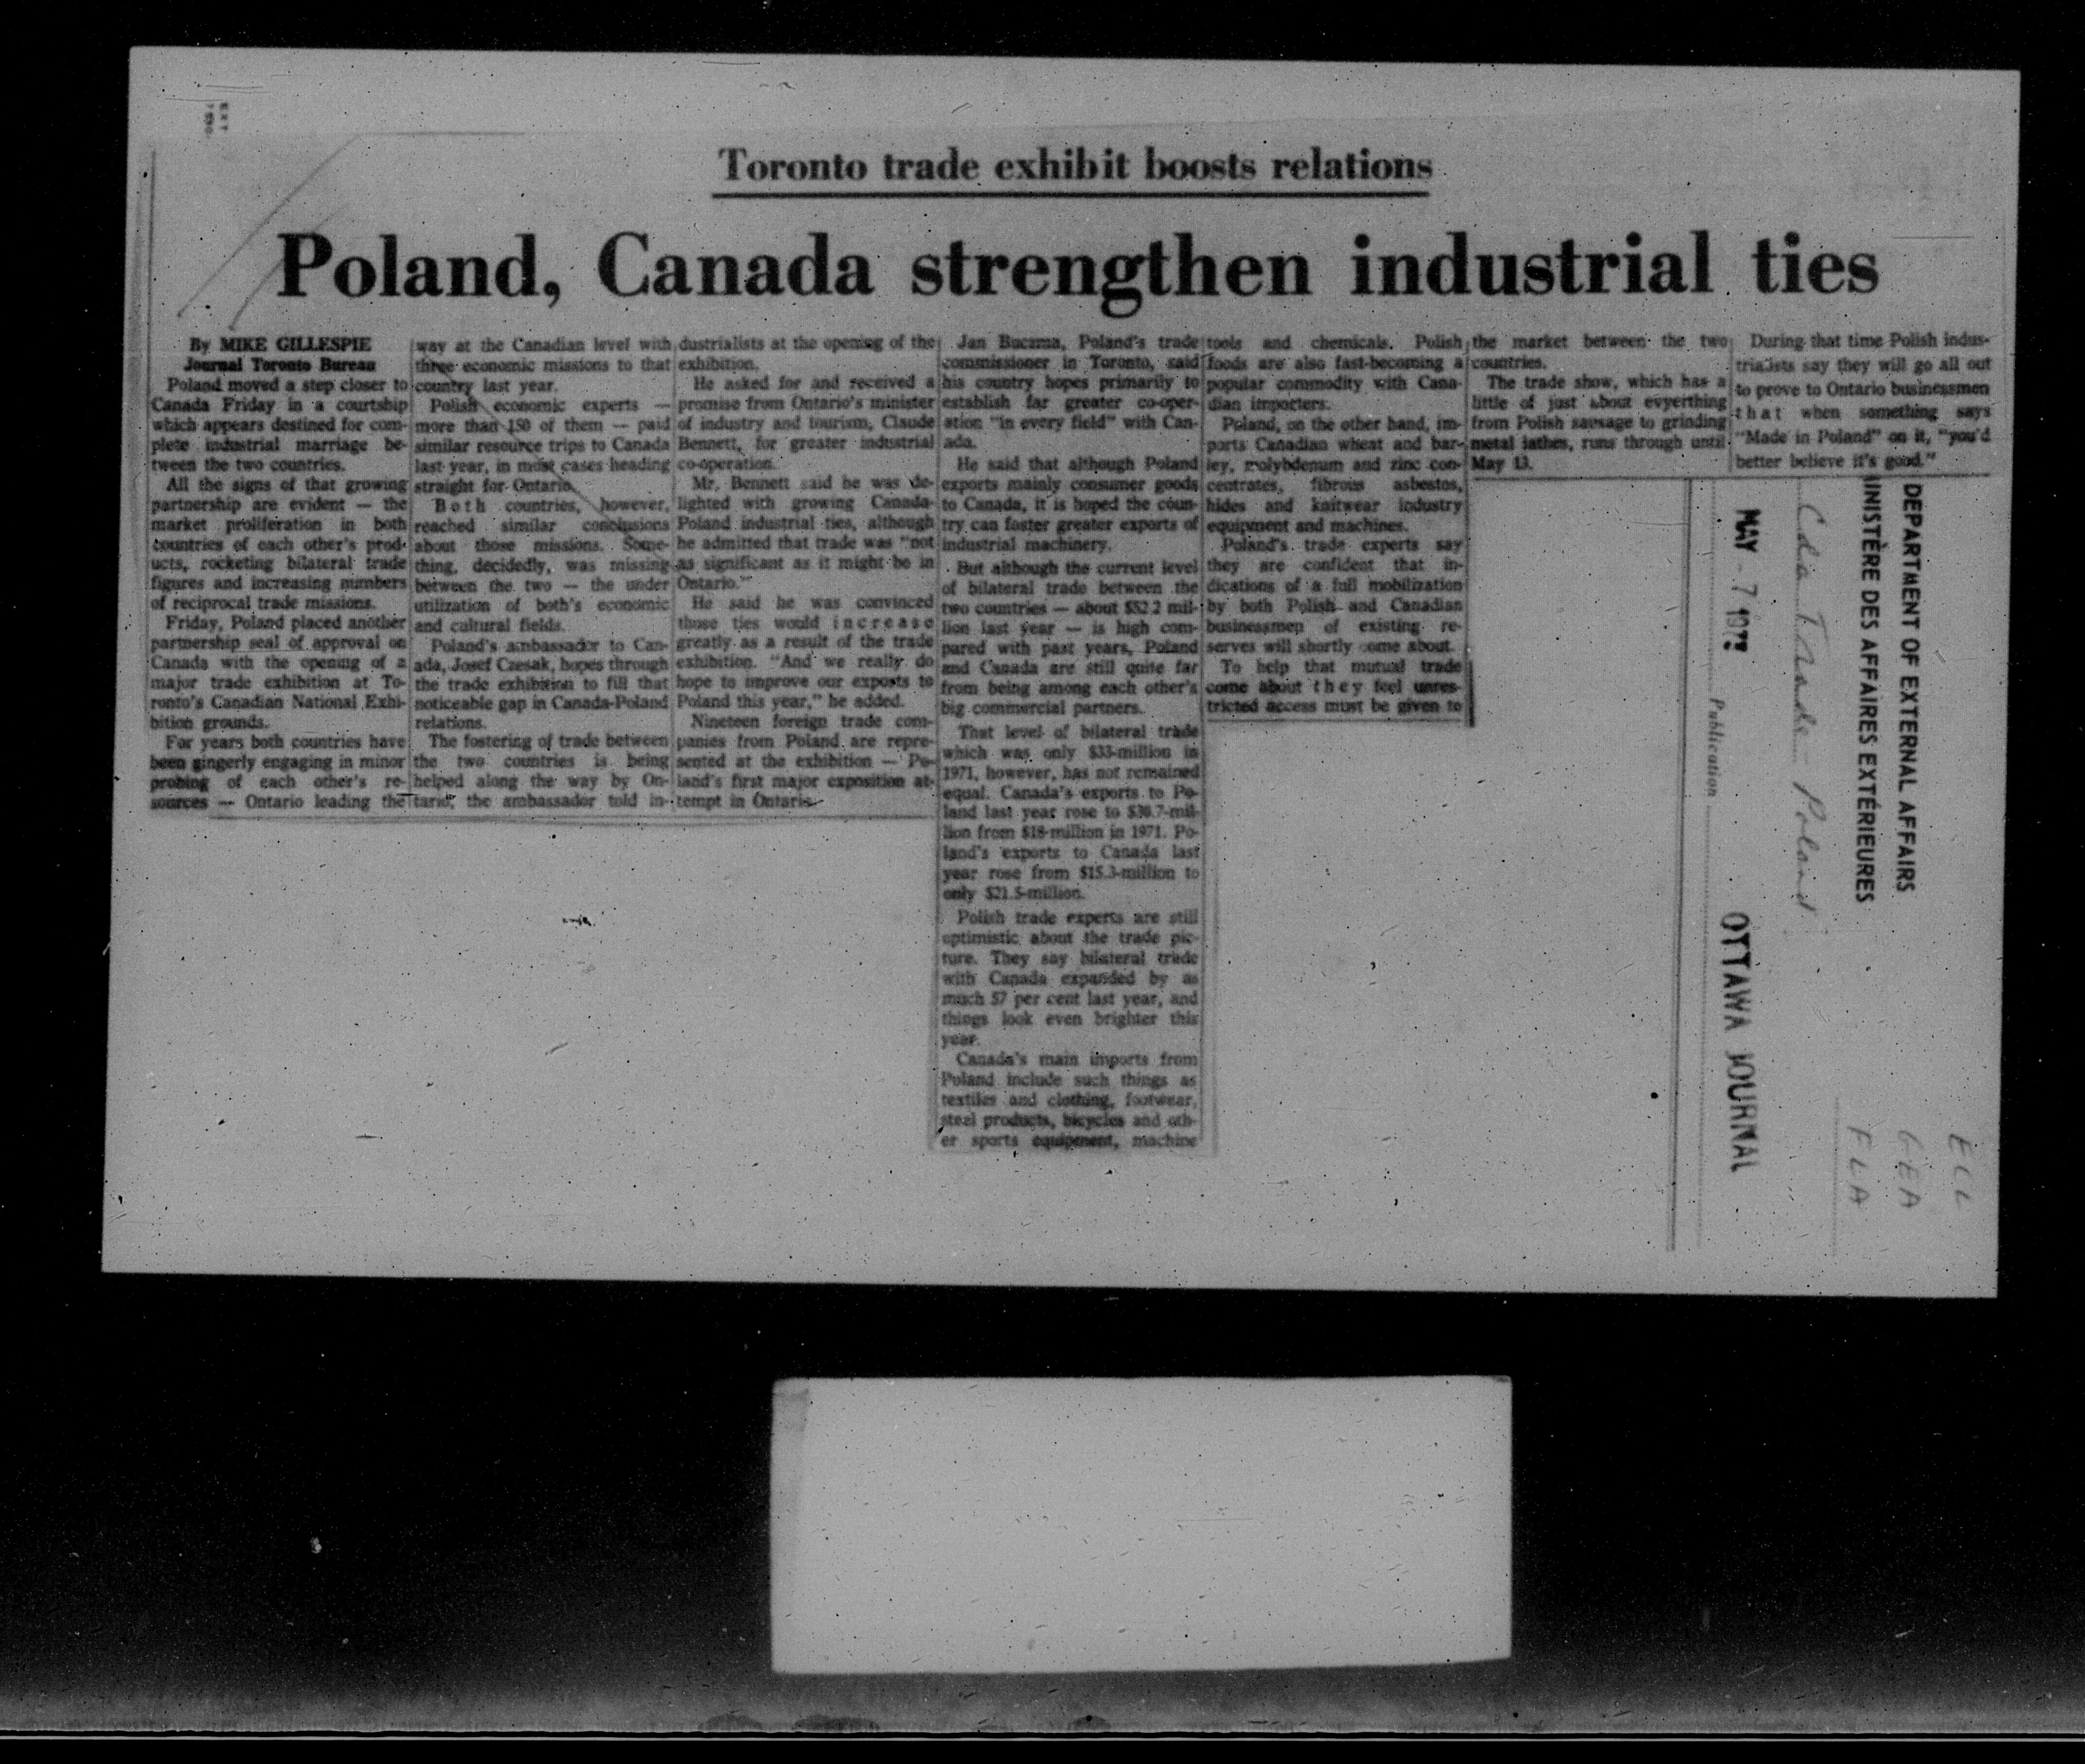 EXT
Toronto trade exhibit boosts relations
Poland, Canada strengthen industrial ties
By MIKE GILLESPIE
Journal Toronto Bureau
Poland moved a step closer to
Canada Friday in a courtship
which appears destined for com-
plete industrial marriage be-
tween the two countries.
All the signs of that growing
partnership are evident — the
market proliferation in both
countries of each other's prod-
ucts, rocketing bilateral trade
figures and increasing numbers
of reciprocal trade missions.
Friday, Poland placed another
partnership seal of approval on
Canada with the opening of a
major trade exhibition at To-
ronto's Canadian National Exhi-
bition grounds.
For years both countries have
been gingerly engaging in minor
probing of each other's re-
sources — Ontario leading the
way at the Canadian level with
three economic missions to that
country last year.
Polish economic experts —
more than 150 of them — paid
similar resource trips to Canada
last year, in most cases heading
straight for Ontario.
Both countries, however,
reached similar conclusions
about those missions. Some-
thing, decidedly, was missing
between the two — the under
utilization of both's economic
and cultural fields.
Poland's ambassador to Can-
ada, Josef Czesak, hopes through
the trade exhibition to fill that
noticeable gap in Canada-Poland
relations.
The fostering of trade between
the two countries is being
helped along the way by On-
tario, the ambassador told in-
dustrialists at the opening of the
exhibition.
He asked for and received a
promise from Ontario's minister
of industry and tourism, Claude
Bennett, for greater industrial
co-operation.
Mr. Bennett said he was de-
lighted with growing Canada-
Poland industrial ties, although
he admitted that trade was "not
as significant as it might be in
Ontario."
He said he was convinced
those ties would increase
greatly as a result of the trade
exhibition. "And we really do
hope to improve our exposts to
Poland this year," he added.
Nineteen foreign trade com-
panies from Poland are repre-
sented at the exhibition — Po-
land's first major exposition at-
tempt in Ontario.
Jan Buczma, Poland's trade
commissioner in Toronto, said
his country hopes primarily to
establish far greater co-oper-
ation "in every field" with Can-
ada.
He said that although Poland
exports mainly consumer goods
to Canada, it is hoped the coun-
try can foster greater exports of
industrial machinery.
But although the current level
of bilateral trade between the
two countries — about $52.2 mil-
lion last year — is high com-
pared with past years, Poland
and Canada are still quite far
from being among each other's
big commercial partners.
That level of bilateral trade
which was only $33-million in
1971, however, has not remained
equal. Canada's exports to Po-
land last year rose to $30.7-mil-
lion from $18-million in 1971. Po-
land's exports to Canada last
year rose from $15.3-million to
only $21.5-million.
Polish trade experts are still
optimistic about the trade pic-
ture. They say bilateral trade
with Canada expanded by as
much 57 per cent last year, and
things look even brighter this
year.
Canada's main imports from
Poland include such things as
textiles and clothing, footwear,
steel products, bicycles and oth-
er sports equipment, machine
tools and chemicals. Polish
foods are also fast-becoming a
popular commodity with Cana-
dian importers.
Poland, on the other hand, im-
ports Canadian wheat and bar-
ley, molybdenum and zinc con-
centrates, fibrous asbestos,
hides and knitwear industry
equipment and machines.
Poland's trade experts say
they are confident that in-
dications of a full mobilization
by both Polish and Canadian
businessmen of existing re-
serves will shortly come about.
To help that mutual trade
come about they feel unres-
tricted access must be given to
the market between the two
countries.
The trade show, which has a
little of just about evyerthing
from Polish sausage to grinding
metal lathes, runs through until
May 13.
During that time Polish indus-
trialists say they will go all out
to prove to Ontario businessmen
that when something says
"Made in Poland" on it, "you'd
better believe it's good."
DEPARTMENT OF EXTERNAL AFFAIRS
INISTÈRE DES AFFAIRES EXTÉRIEURES
Cda Trade - Poland
MAY - 7 197
Publication
OTTAWA JOURNAL
ECL
GEA
FLA